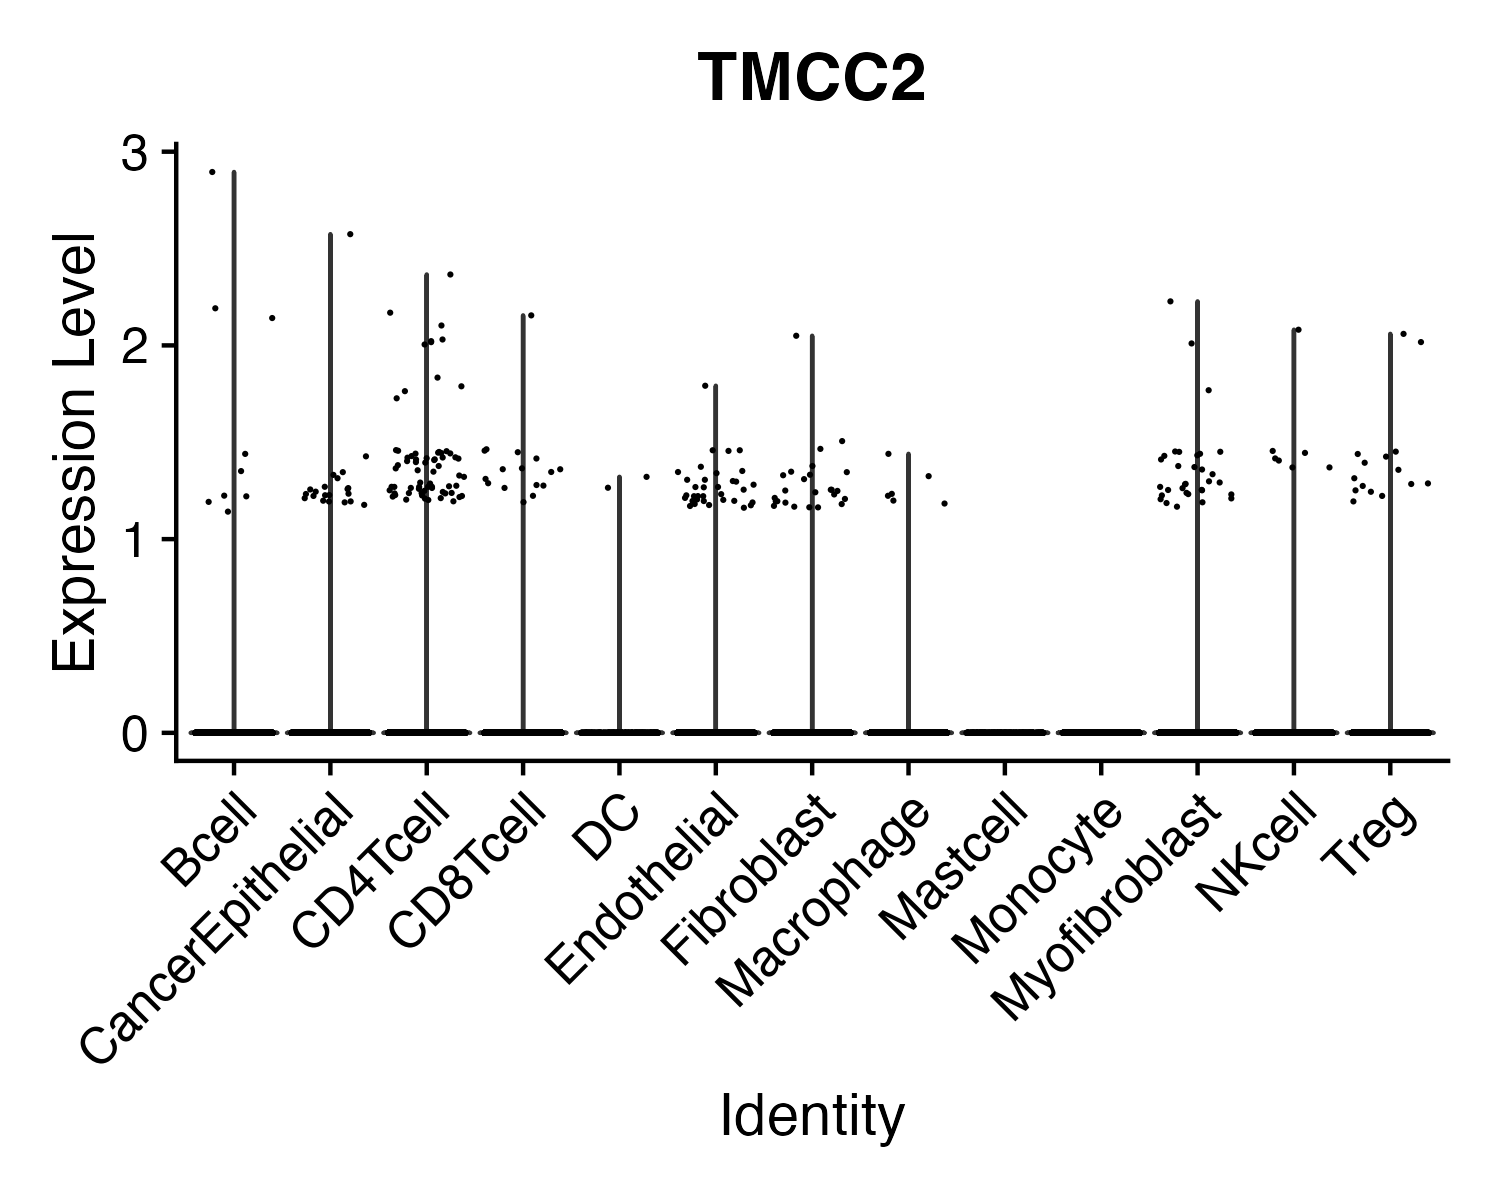 TMCC2
Expression Level
3
2
1
0
Bcell
CancerEpithelial
CD4Tcell
CD8Tcell
DC
Endothelial
Fibroblast
Macrophage
Mastcell
Monocyte
Myofibroblast
NKcell
Treg
Identity